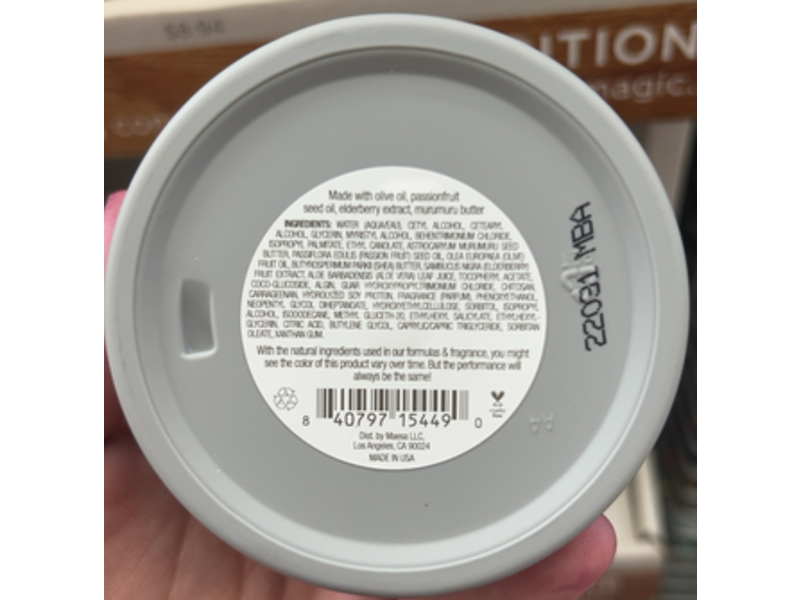 DITION
magic.
Made with olive oil, passionfruit
seed oil, elderberry extract, murumuru butter
INGREDIENTS: WATER (AQUA/EAU), CETYL ALCOHOL, CETEARYL
ALCOHOL, GLYCERIN, MYRISTYL ALCOHOL, BEHENTRIMONIUM CHLORIDE,
ISOPROPYL PALMITATE, ETHYL CANOLATE, ASTROCARYUM MURUMURU SEED
BUTTER, PASSIFLORA EDULIS (PASSION FRUIT) SEED OIL, OLEA EUROPAEA (OLIVE)
FRUIT OIL, BUTYROSPERMUM PARKII (SHEA) BUTTER, SAMBUCUS NIGRA (ELDERBERRY)
FRUIT EXTRACT, ALOE BARBADENSIS (ALOE VERA) LEAF JUICE, TOCOPHERYL ACETATE,
COCO-GLUCOSIDE, ALGIN, GUAR HYDROXYPROPYLTRIMONIUM CHLORIDE, CHITOSAN,
CARRAGEENAN, HYDROLYZED SOY PROTEIN, FRAGRANCE (PARFUM), PHENOXYETHANOL,
NEOPENTYL GLYCOL DIHEPTANOATE, HYDROXYETHYLCELLULOSE, SORBITOL, ISOPROPYL
ALCOHOL, ISODODECANE, METHYL GLUCETH-20, ETHYLHEXYL SALICYLATE, ETHYLHEXYL-
GLYCERIN, CITRIC ACID, BUTYLENE GLYCOL, CAPRYLIC/CAPRIC TRIGLYCERIDE, SORBITAN
OLEATE, XANTHAN GUM.
With the natural ingredients used in our formulas & fragrance, you might
see the color of this product vary over time. But the performance will
always be the same!
8 40797 15449 0
Dist. by Maesa LLC,
Los Angeles, CA 90024
MADE IN USA
22031 MBA